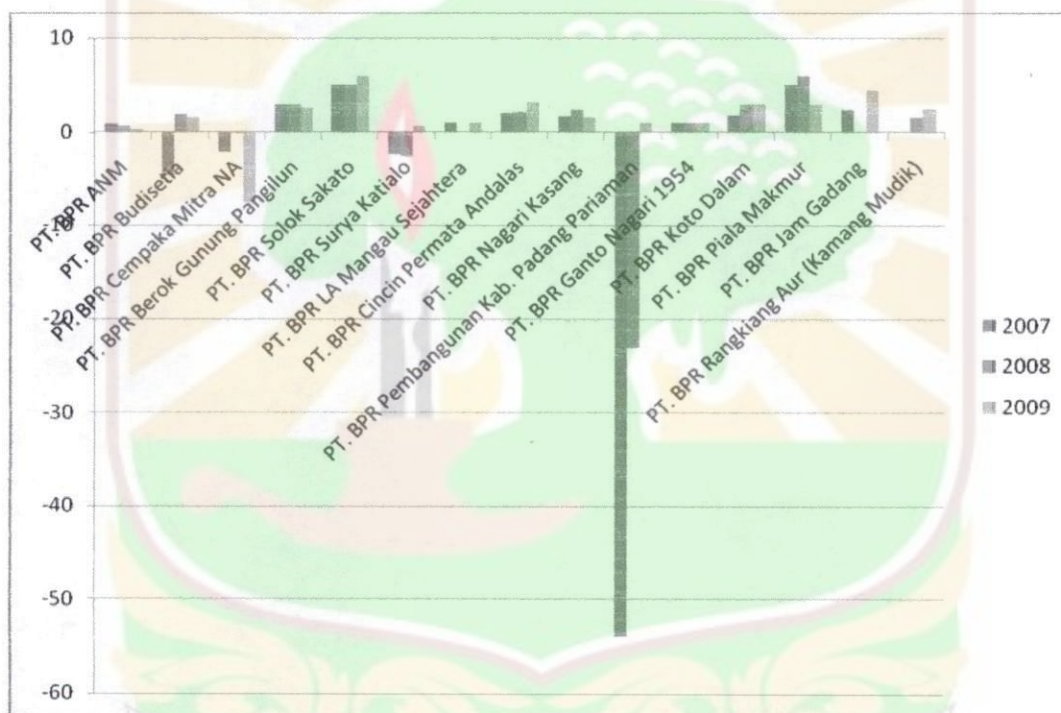 10
0
-10
-20
-30
-40
-50
-60
PT. BPR ANM
PT. BPR Budisetia
PT. BPR Cempaka Mitra NA
PT. BPR Berok Gunung Pangilun
PT. BPR Solok Sakato
PT. BPR Surya Katialo
PT. BPR LA Mangau Sejahtera
PT. BPR Cincin Permata Andalas
PT. BPR Nagari Kasang
PT. BPR Pembangunan Kab. Padang Pariaman
PT. BPR Ganto Nagari 1954
PT. BPR Koto Dalam
PT. BPR Piala Makmur
PT. BPR Jam Gadang
PT. BPR Rangkiang Aur (Kamang Mudik)
2007
2008
2009